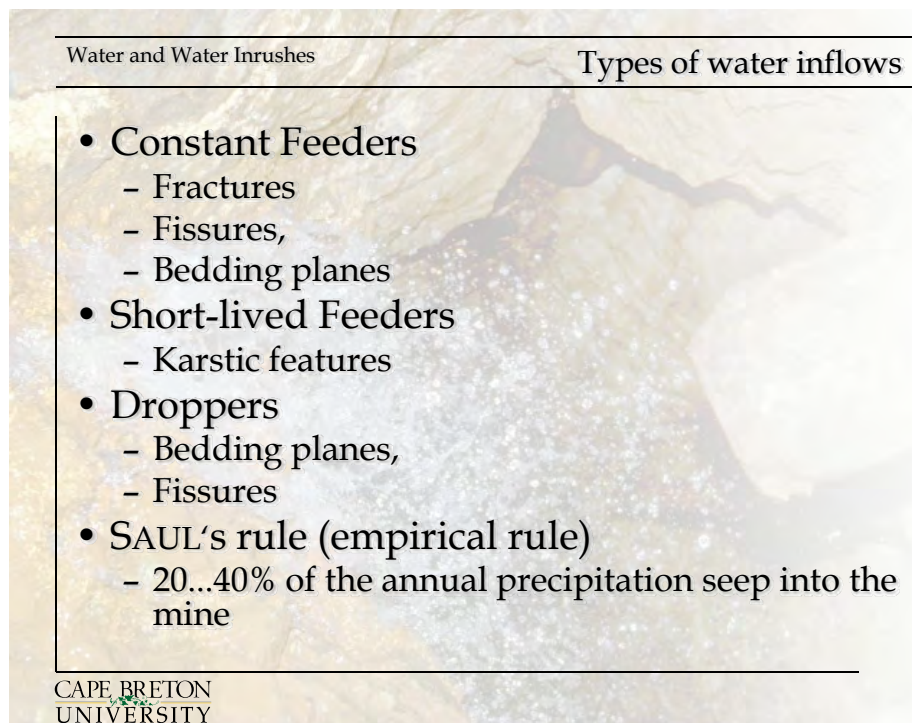 Water and Water Inrushes
Types of water inflows
• Constant Feeders
– Fractures
– Fissures,
– Bedding planes
• Short-lived Feeders
– Karstic features
• Droppers
– Bedding planes,
– Fissures
• SAUL‘s rule (empirical rule)
– 20...40% of the annual precipitation seep into the
mine
CAPE BRETON
UNIVERSITY